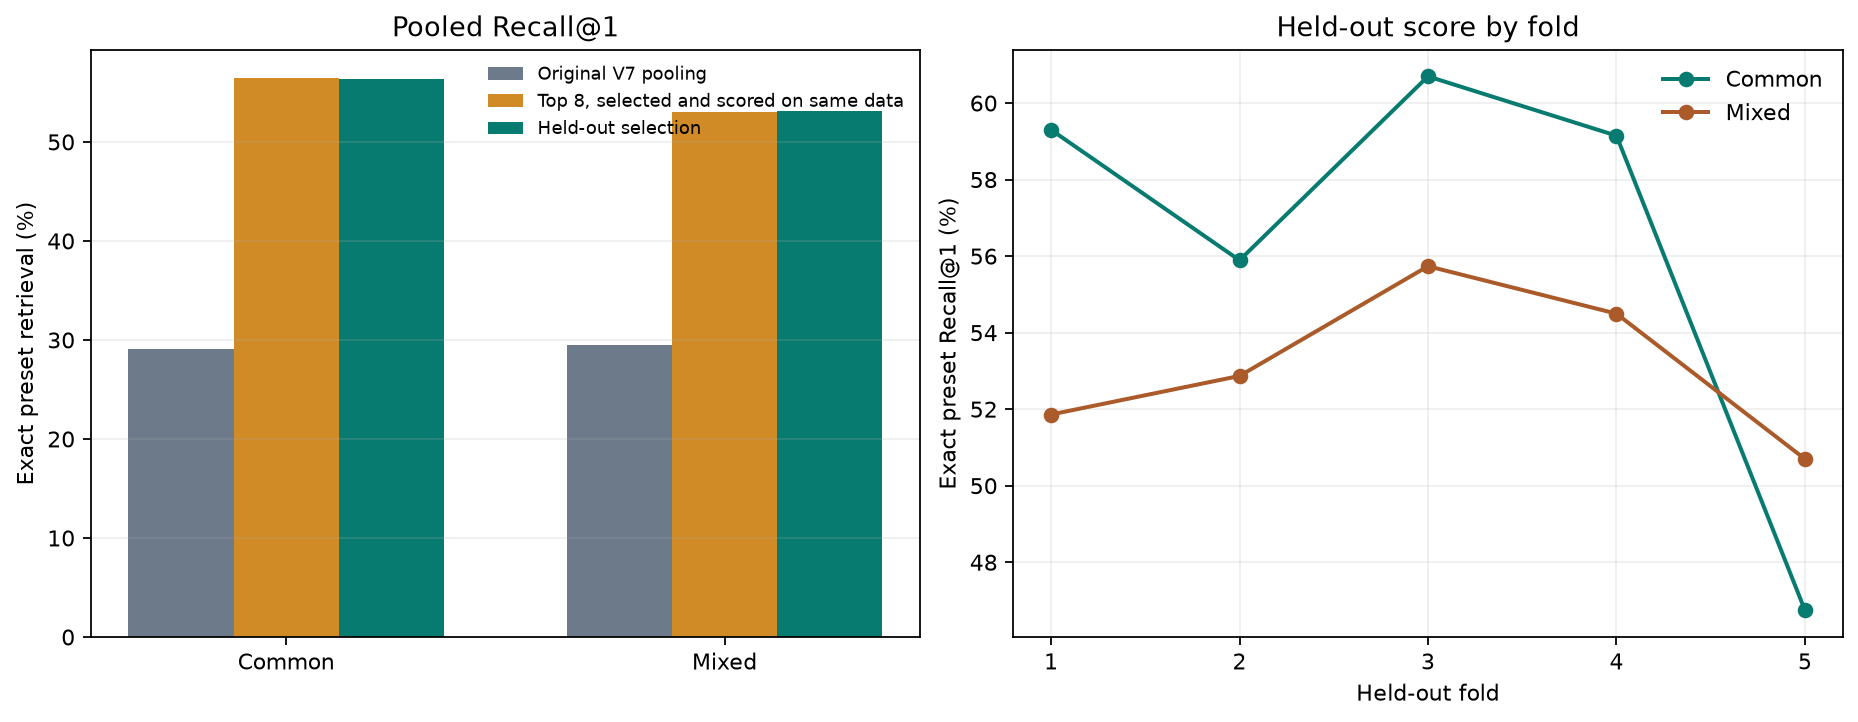 Pooled Recall@1
Original V7 pooling
Top 8, selected and scored on same data
Held-out selection
Exact preset retrieval (%)
50
40
30
20
10
0
Common
Mixed
Held-out score by fold
Common
Mixed
Exact preset Recall@1 (%)
60
58
56
54
52
50
48
1
2
3
4
5
Held-out fold